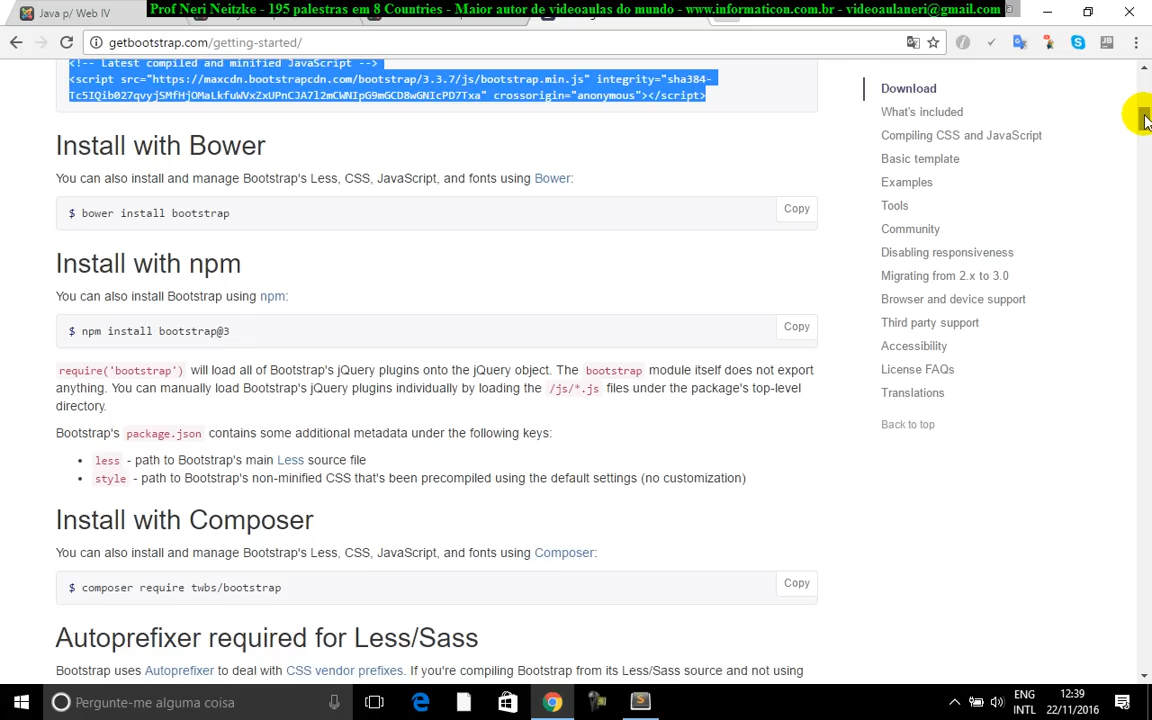 Java p/ Web IV
Prof Neri Neitzke - 195 palestras em 8 Countries - Maior autor de videoaulas do mundo - www.informaticon.com.br - videoaulaneri@gmail.com
getbootstrap.com/getting-started/
<!-- Latest compiled and minified JavaScript -->
<script src="https://maxcdn.bootstrapcdn.com/bootstrap/3.3.7/js/bootstrap.min.js" integrity="sha384-
Tc5IQib027qvyjSMfHjOMaLkfuWVxZxUPnCJA7l2mCWNIpG9mGCD8wGNIcPD7Txa" crossorigin="anonymous"></script>
Install with Bower
You can also install and manage Bootstrap's Less, CSS, JavaScript, and fonts using Bower:
$ bower install bootstrap
Copy
Install with npm
You can also install Bootstrap using npm:
$ npm install bootstrap@3
Copy
require('bootstrap') will load all of Bootstrap's jQuery plugins onto the jQuery object. The bootstrap module itself does not export
anything. You can manually load Bootstrap's jQuery plugins individually by loading the /js/*.js files under the package's top-level
directory.
Bootstrap's package.json contains some additional metadata under the following keys:
less - path to Bootstrap's main Less source file
style - path to Bootstrap's non-minified CSS that's been precompiled using the default settings (no customization)
Install with Composer
You can also install and manage Bootstrap's Less, CSS, JavaScript, and fonts using Composer:
$ composer require twbs/bootstrap
Copy
Autoprefixer required for Less/Sass
Bootstrap uses Autoprefixer to deal with CSS vendor prefixes. If you're compiling Bootstrap from its Less/Sass source and not using
Download
What's included
Compiling CSS and JavaScript
Basic template
Examples
Tools
Community
Disabling responsiveness
Migrating from 2.x to 3.0
Browser and device support
Third party support
Accessibility
License FAQs
Translations
Back to top
Pergunte-me alguma coisa
ENG
INTL
12:39
22/11/2016